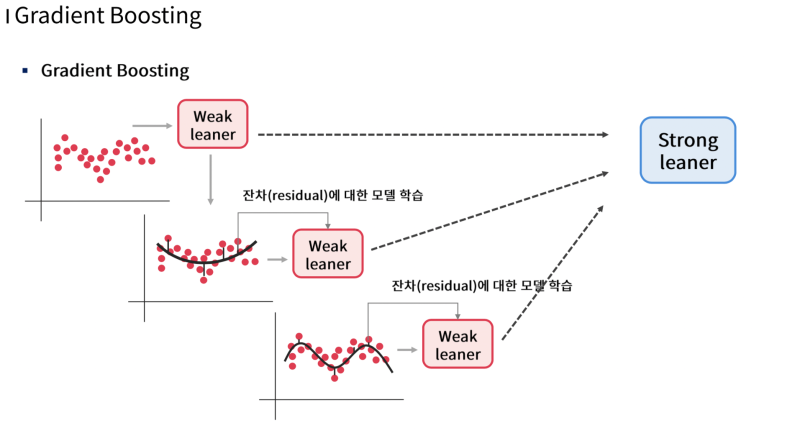 Gradient Boosting
Gradient Boosting
Weak
leaner
Strong
leaner
잔차(residual)에 대한 모델 학습
Weak
leaner
잔차(residual)에 대한 모델 학습
Weak
leaner